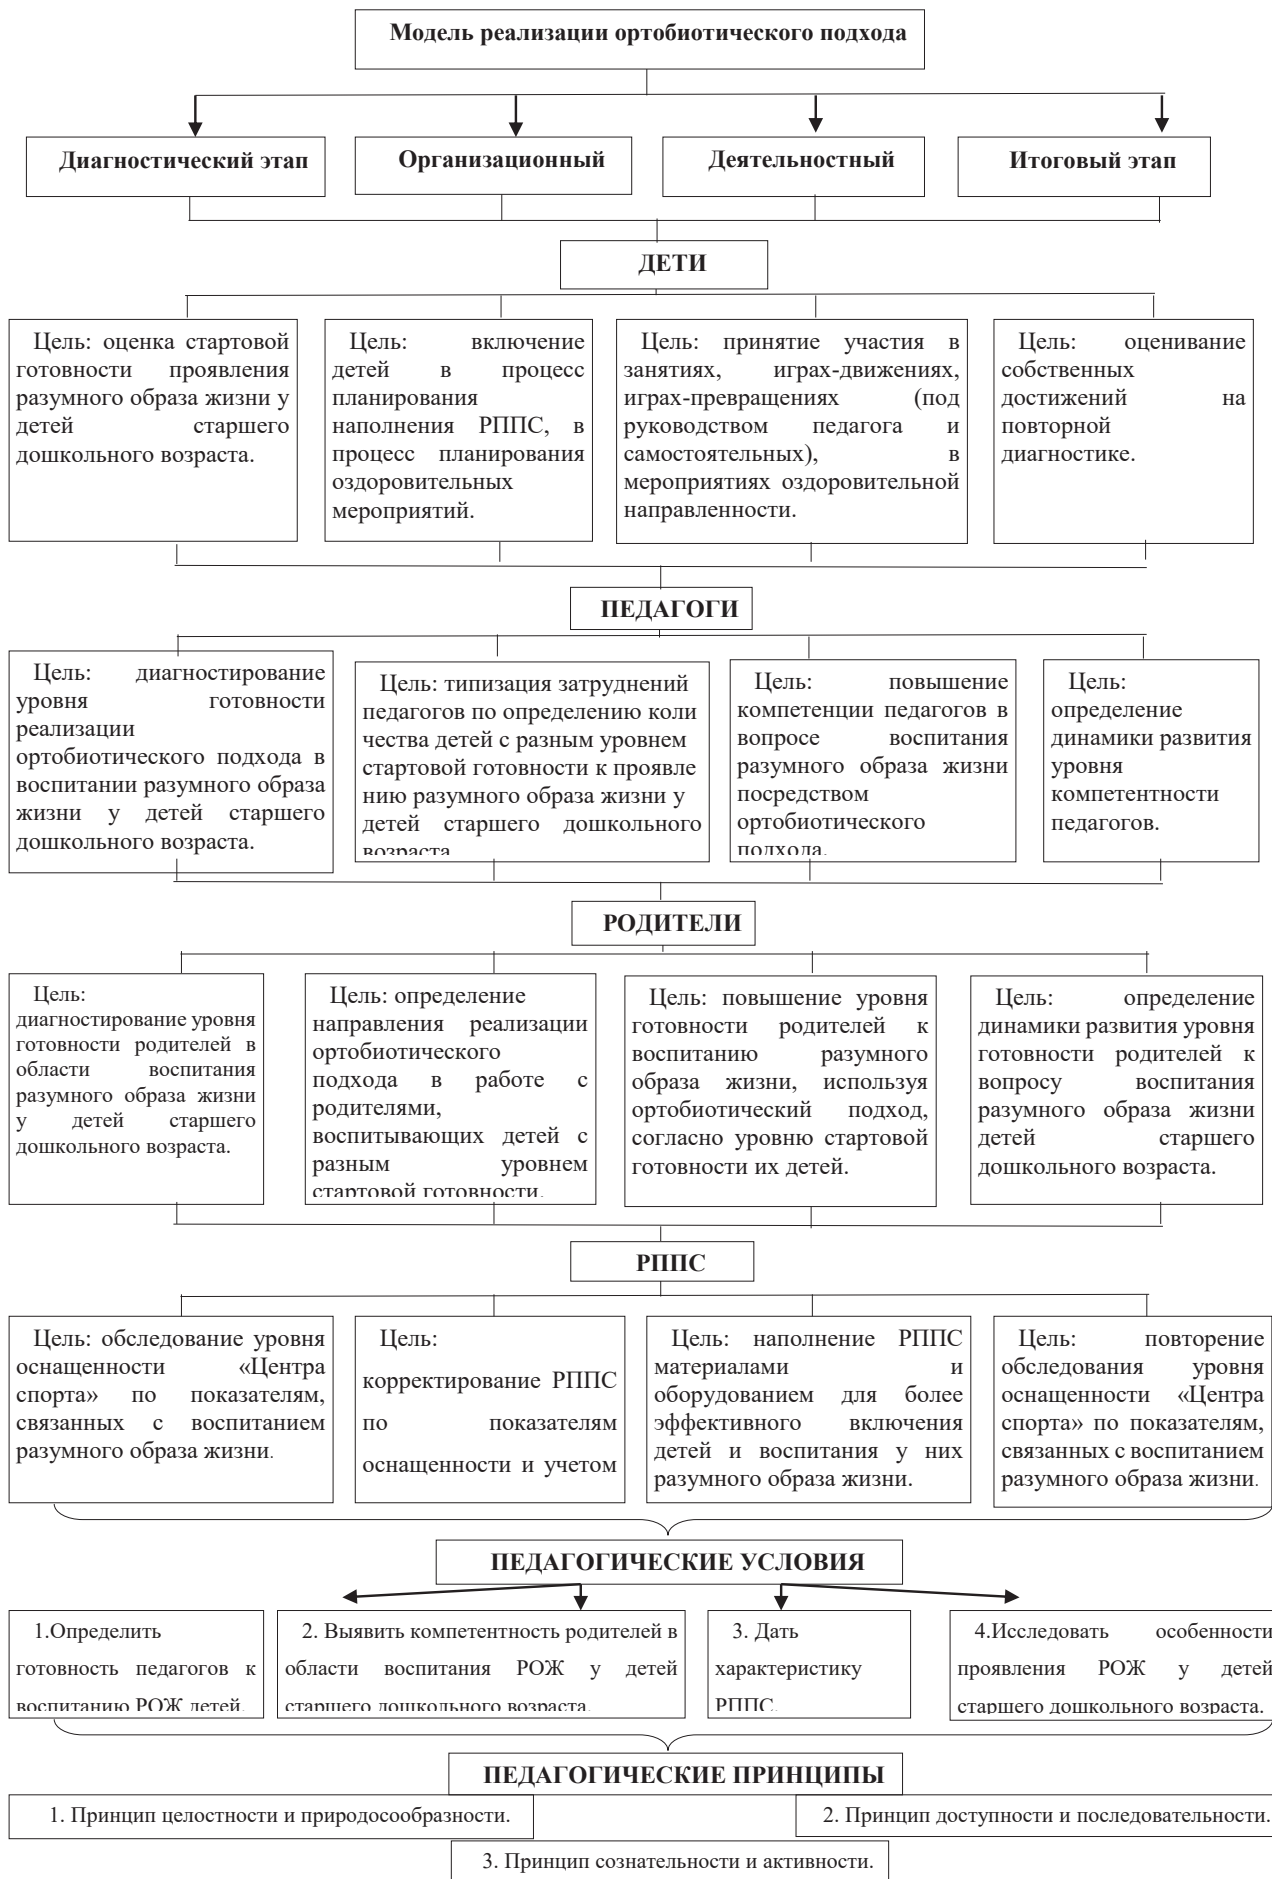 Модель реализации ортобиотического подхода
Диагностический этап
Организационный
Деятельностный
Итоговый этап
ДЕТИ
Цель: оценка стартовой
готовности проявления
разумного образа жизни у
детей старшего
дошкольного возраста.
Цель: включение
детей в процесс
планирования
наполнения РППС, в
процесс планирования
оздоровительных
мероприятий.
Цель: принятие участия в
занятиях, играх-движениях,
играх-превращениях (под
руководством педагога и
самостоятельных), в
мероприятиях оздоровительной
направленности.
Цель: оценивание
собственных
достижений на
повторной
диагностике.
ПЕДАГОГИ
Цель: диагностирование
уровня готовности
реализации
ортобиотического подхода в
воспитании разумного образа
жизни у детей старшего
дошкольного возраста.
Цель: типизация затруднений
педагогов по определению коли
чества детей с разным уровнем
стартовой готовности к проявле
нию разумного образа жизни у
детей старшего дошкольного
возраста
Цель: повышение
компетенции педагогов в
вопросе воспитания
разумного образа жизни
посредством
ортобиотического
подхода.
Цель:
определение
динамики развития
уровня
компетентности
педагогов.
РОДИТЕЛИ
Цель:
диагностирование уровня
готовности родителей в
области воспитания
разумного образа жизни
у детей старшего
дошкольного возраста.
Цель: определение
направления реализации
ортобиотического
подхода в работе с
родителями,
воспитывающих детей с
разным уровнем
стартовой готовности.
Цель: повышение уровня
готовности родителей к
воспитанию разумного
образа жизни, используя
ортобиотический подход,
согласно уровню стартовой
готовности их детей.
Цель: определение
динамики развития уровня
готовности родителей к
вопросу воспитания
разумного образа жизни
детей старшего
дошкольного возраста.
РППС
Цель: обследование уровня
оснащенности «Центра
спорта» по показателям,
связанных с воспитанием
разумного образа жизни.
Цель:
корректирование РППС
по показателям
оснащенности и учетом
Цель: наполнение РППС
материалами и
оборудованием для более
эффективного включения
детей и воспитания у них
разумного образа жизни.
Цель: повторение
обследования уровня
оснащенности «Центра
спорта» по показателям,
связанных с воспитанием
разумного образа жизни.
ПЕДАГОГИЧЕСКИЕ УСЛОВИЯ
1.Определить
готовность педагогов к
воспитанию РОЖ детей.
2. Выявить компетентность родителей в
области воспитания РОЖ у детей
старшего дошкольного возраста.
3. Дать
характеристику
РППС.
4.Исследовать особенности
проявления РОЖ у детей
старшего дошкольного возраста.
ПЕДАГОГИЧЕСКИЕ ПРИНЦИПЫ
1. Принцип целостности и природосообразности.
2. Принцип доступности и последовательности.
3. Принцип сознательности и активности.